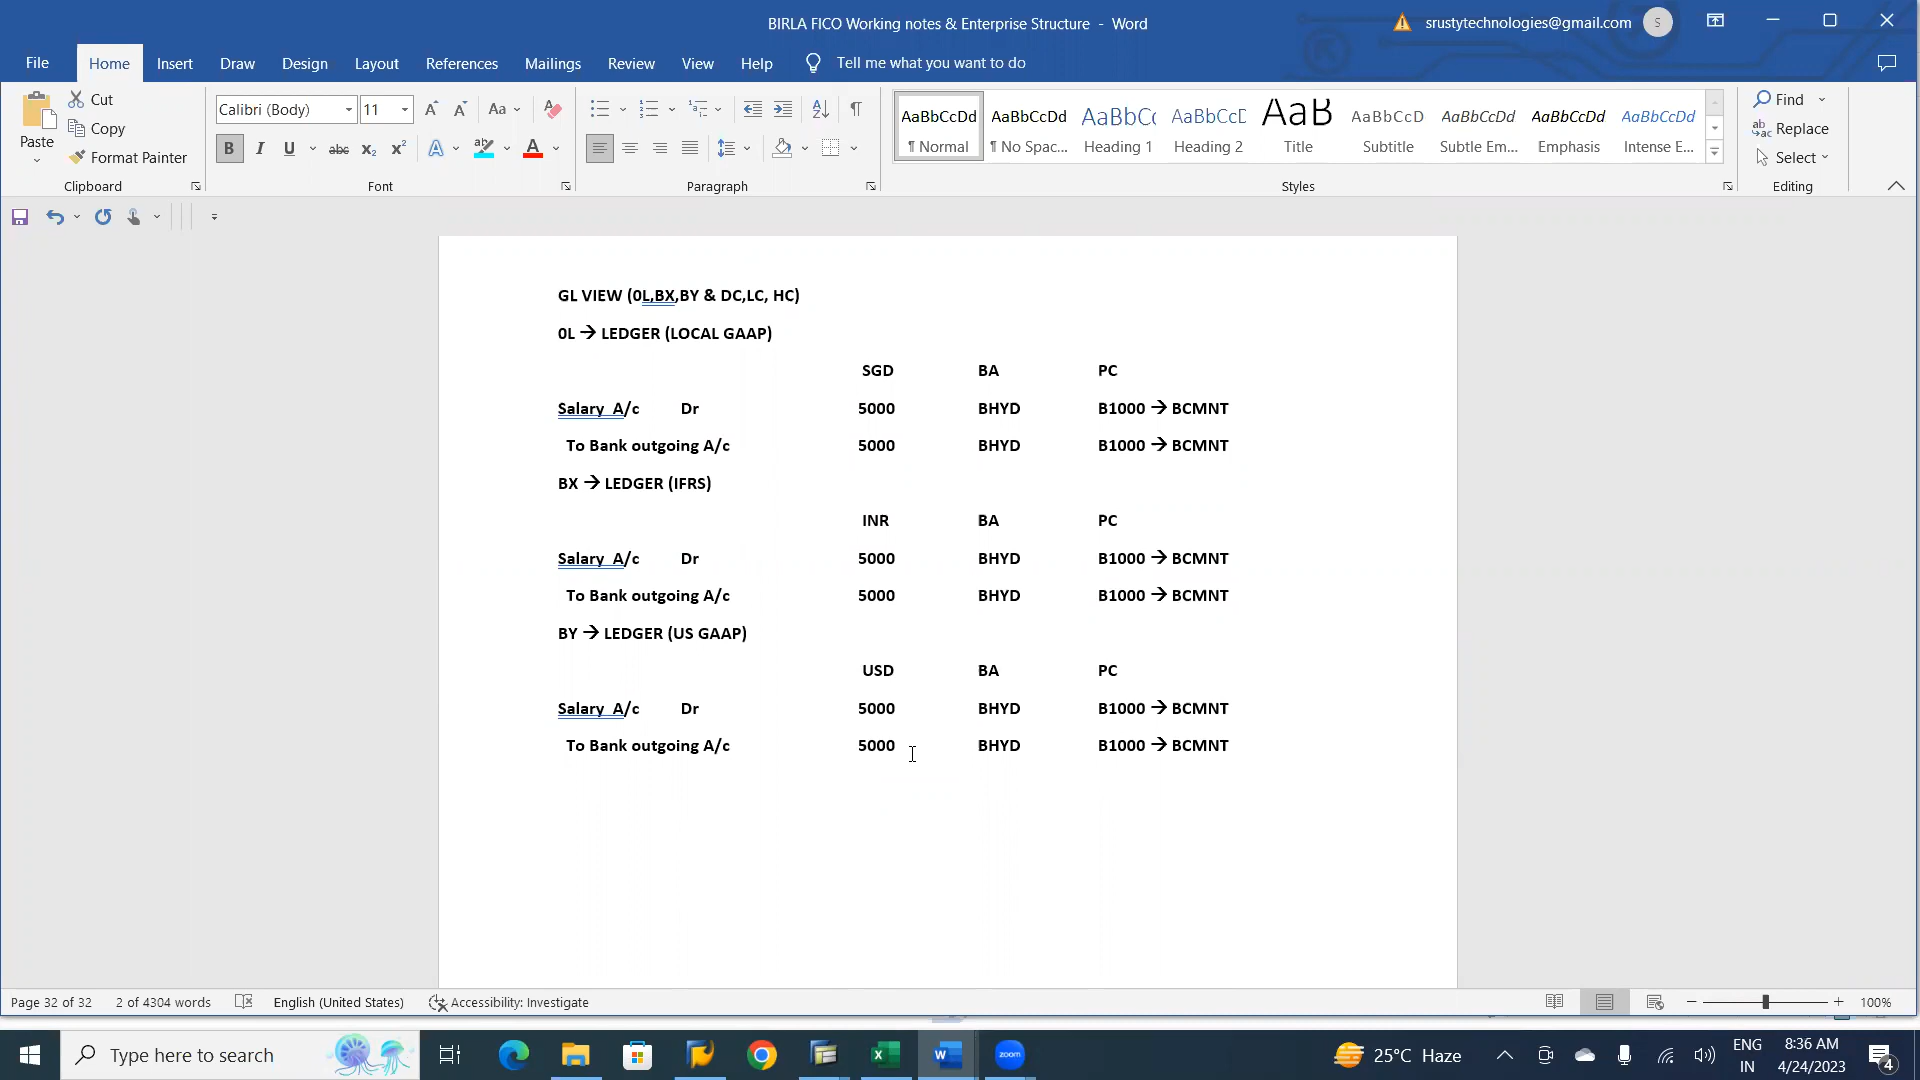 BIRLA FICO Working notes & Enterprise Structure - Word
srustytechnologies@gmail.com S
File Home Insert Draw Design Layout References Mailings Review View Help Tell me what you want to do
Paste
Cut
Copy
Format Painter
Calibri (Body) 11
Clipboard Font Paragraph Styles Editing
AaBbCcDd AaBbCcDd AaBbCc AaBbCcD AaB AaBbCcD AaBbCcDd AaBbCcDd AaBbCcDd
¶ Normal ¶ No Spac... Heading 1 Heading 2 Title Subtitle Subtle Em... Emphasis Intense E...
Find
Replace
Select
GL VIEW (0L,BX,BY & DC,LC, HC)
0L → LEDGER (LOCAL GAAP)
SGD BA PC
Salary A/c Dr 5000 BHYD B1000 → BCMNT
To Bank outgoing A/c 5000 BHYD B1000 → BCMNT
BX → LEDGER (IFRS)
INR BA PC
Salary A/c Dr 5000 BHYD B1000 → BCMNT
To Bank outgoing A/c 5000 BHYD B1000 → BCMNT
BY → LEDGER (US GAAP)
USD BA PC
Salary A/c Dr 5000 BHYD B1000 → BCMNT
To Bank outgoing A/c 5000 BHYD B1000 → BCMNT
Page 32 of 32 2 of 4304 words English (United States) Accessibility: Investigate 100%
Type here to search
zoom
25°C Haze
ENG
IN
8:36 AM
4/24/2023
4